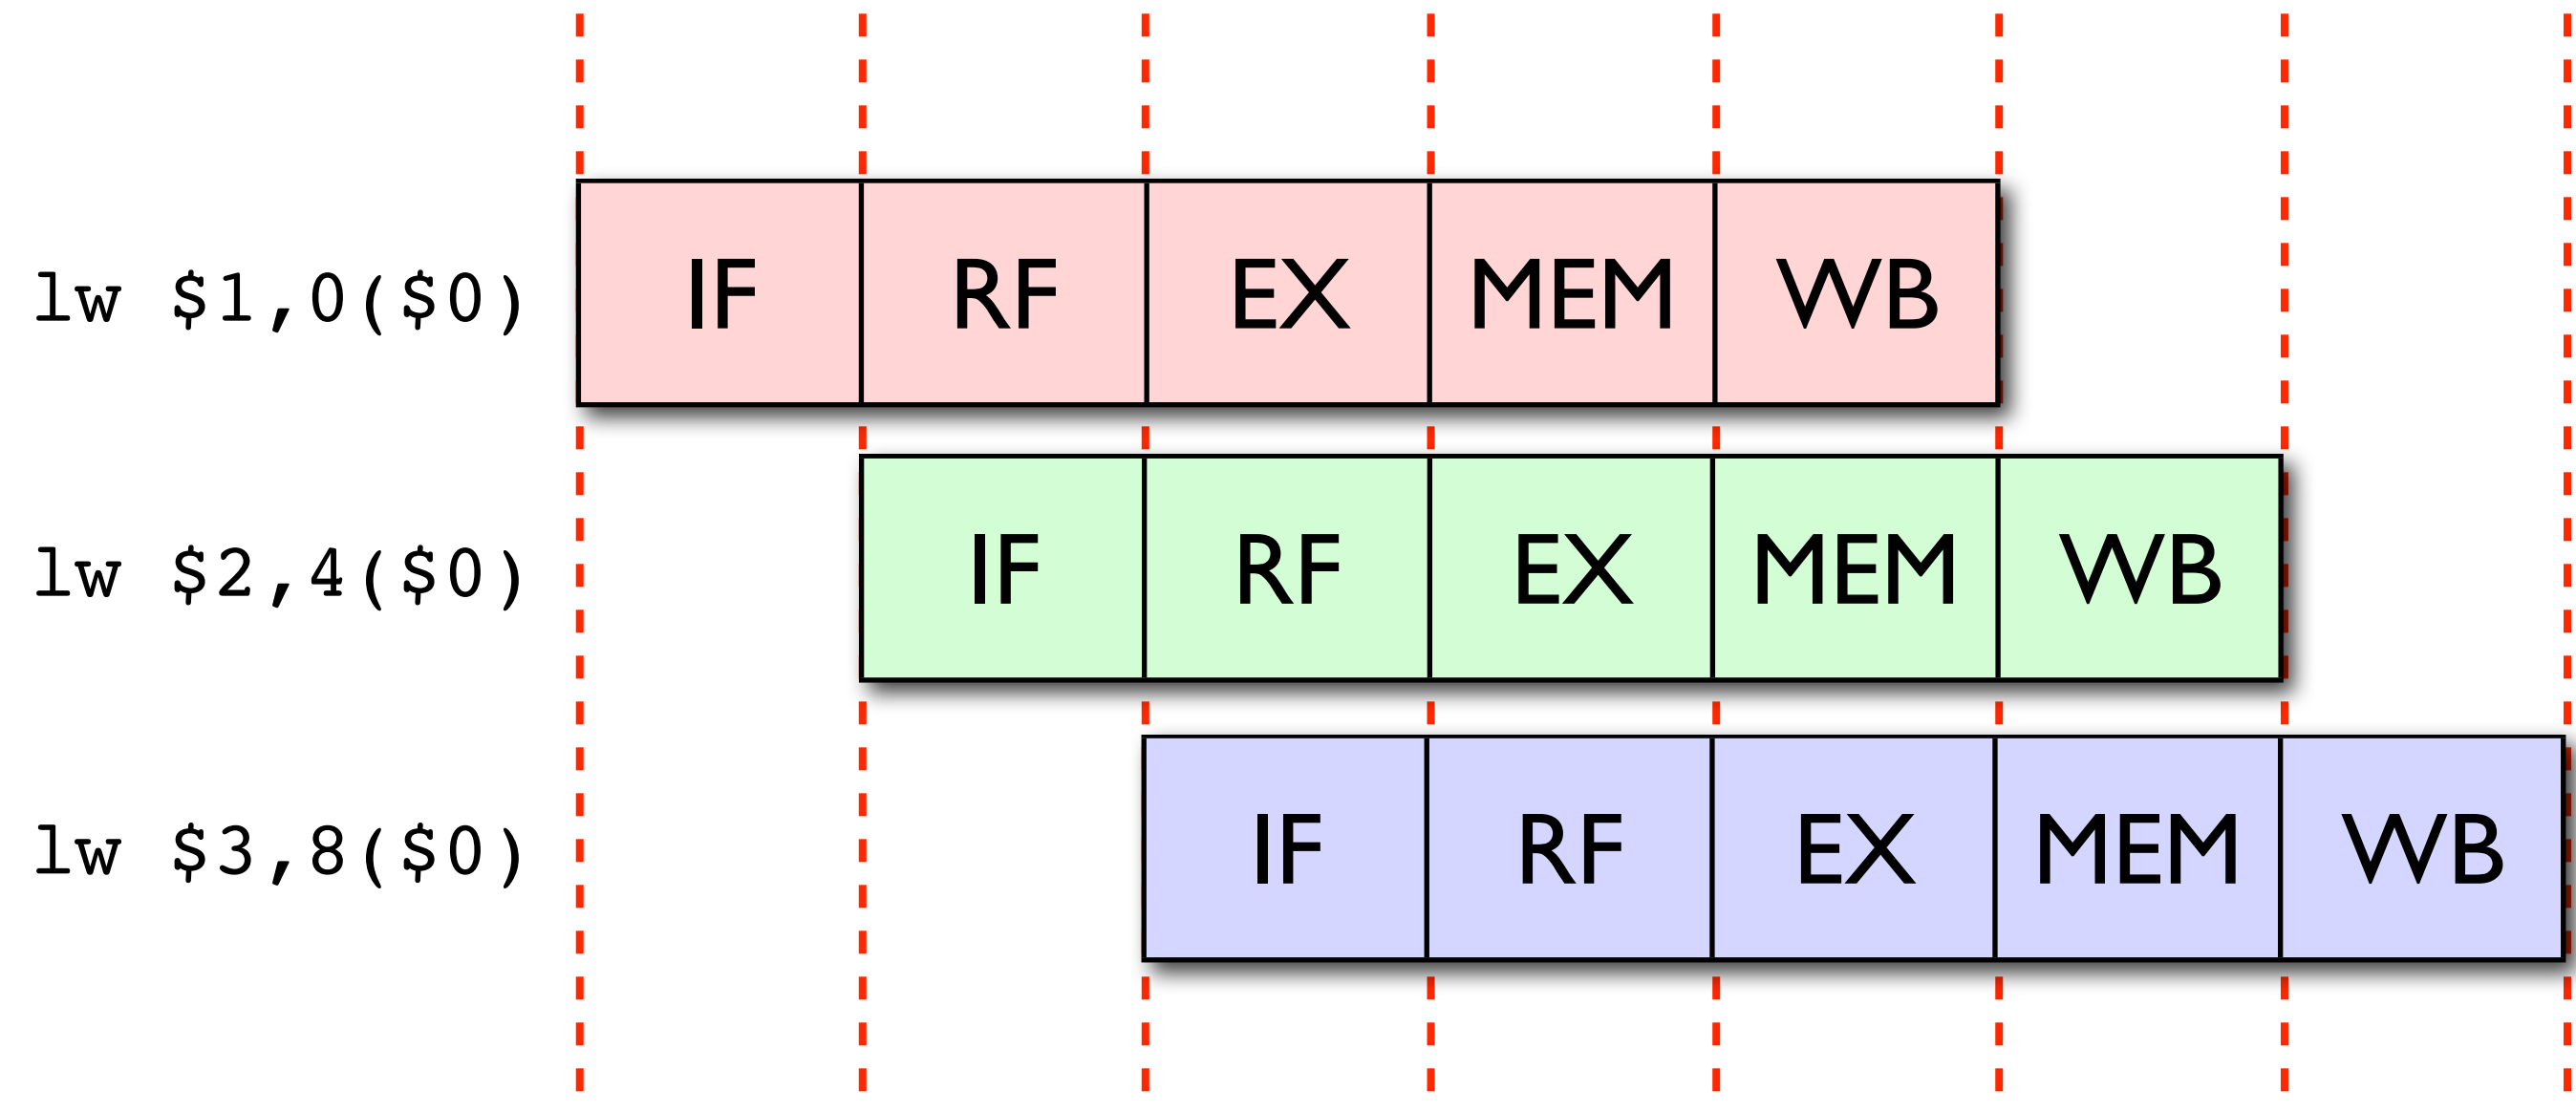 lw $1,0($0) IF RF EX MEM WB
lw $2,4($0) IF RF EX MEM WB
lw $3,8($0) IF RF EX MEM WB